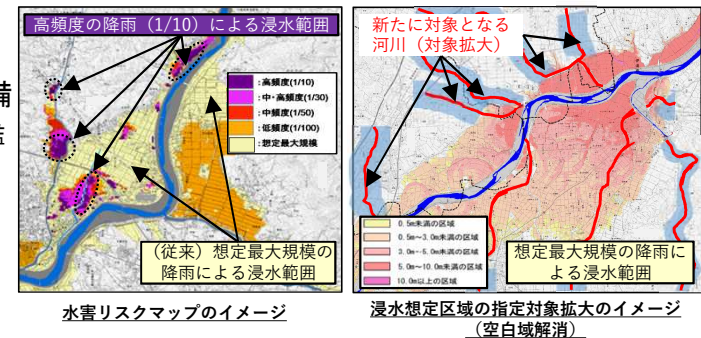 高頻度の降雨（1/10）による浸水範囲
備
：高頻度(1/10)
：中・高頻度(1/30)
：中頻度(1/50)
：低頻度(1/100)
：想定最大規模
（従来）想定最大規模の
降雨による浸水範囲
水害リスクマップのイメージ
新たに対象となる
河川（対象拡大）
0.5m未満の区域
0.5m～3.0m未満の区域
3.0m～5.0m未満の区域
5.0m～10.0m未満の区域
10.0m以上の区域
想定最大規模の降雨に
よる浸水範囲
浸水想定区域の指定対象拡大のイメージ
（空白域解消）